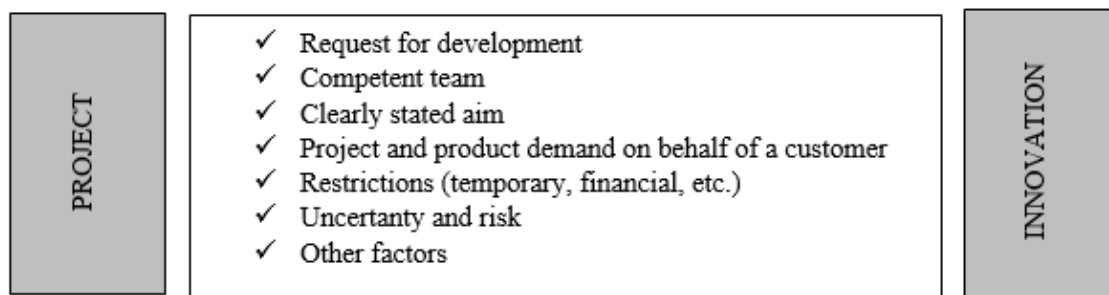 PROJECT
✓ Request for development
✓ Competent team
✓ Clearly stated aim
✓ Project and product demand on behalf of a customer
✓ Restrictions (temporary, financial, etc.)
✓ Uncertanty and risk
✓ Other factors
INNOVATION